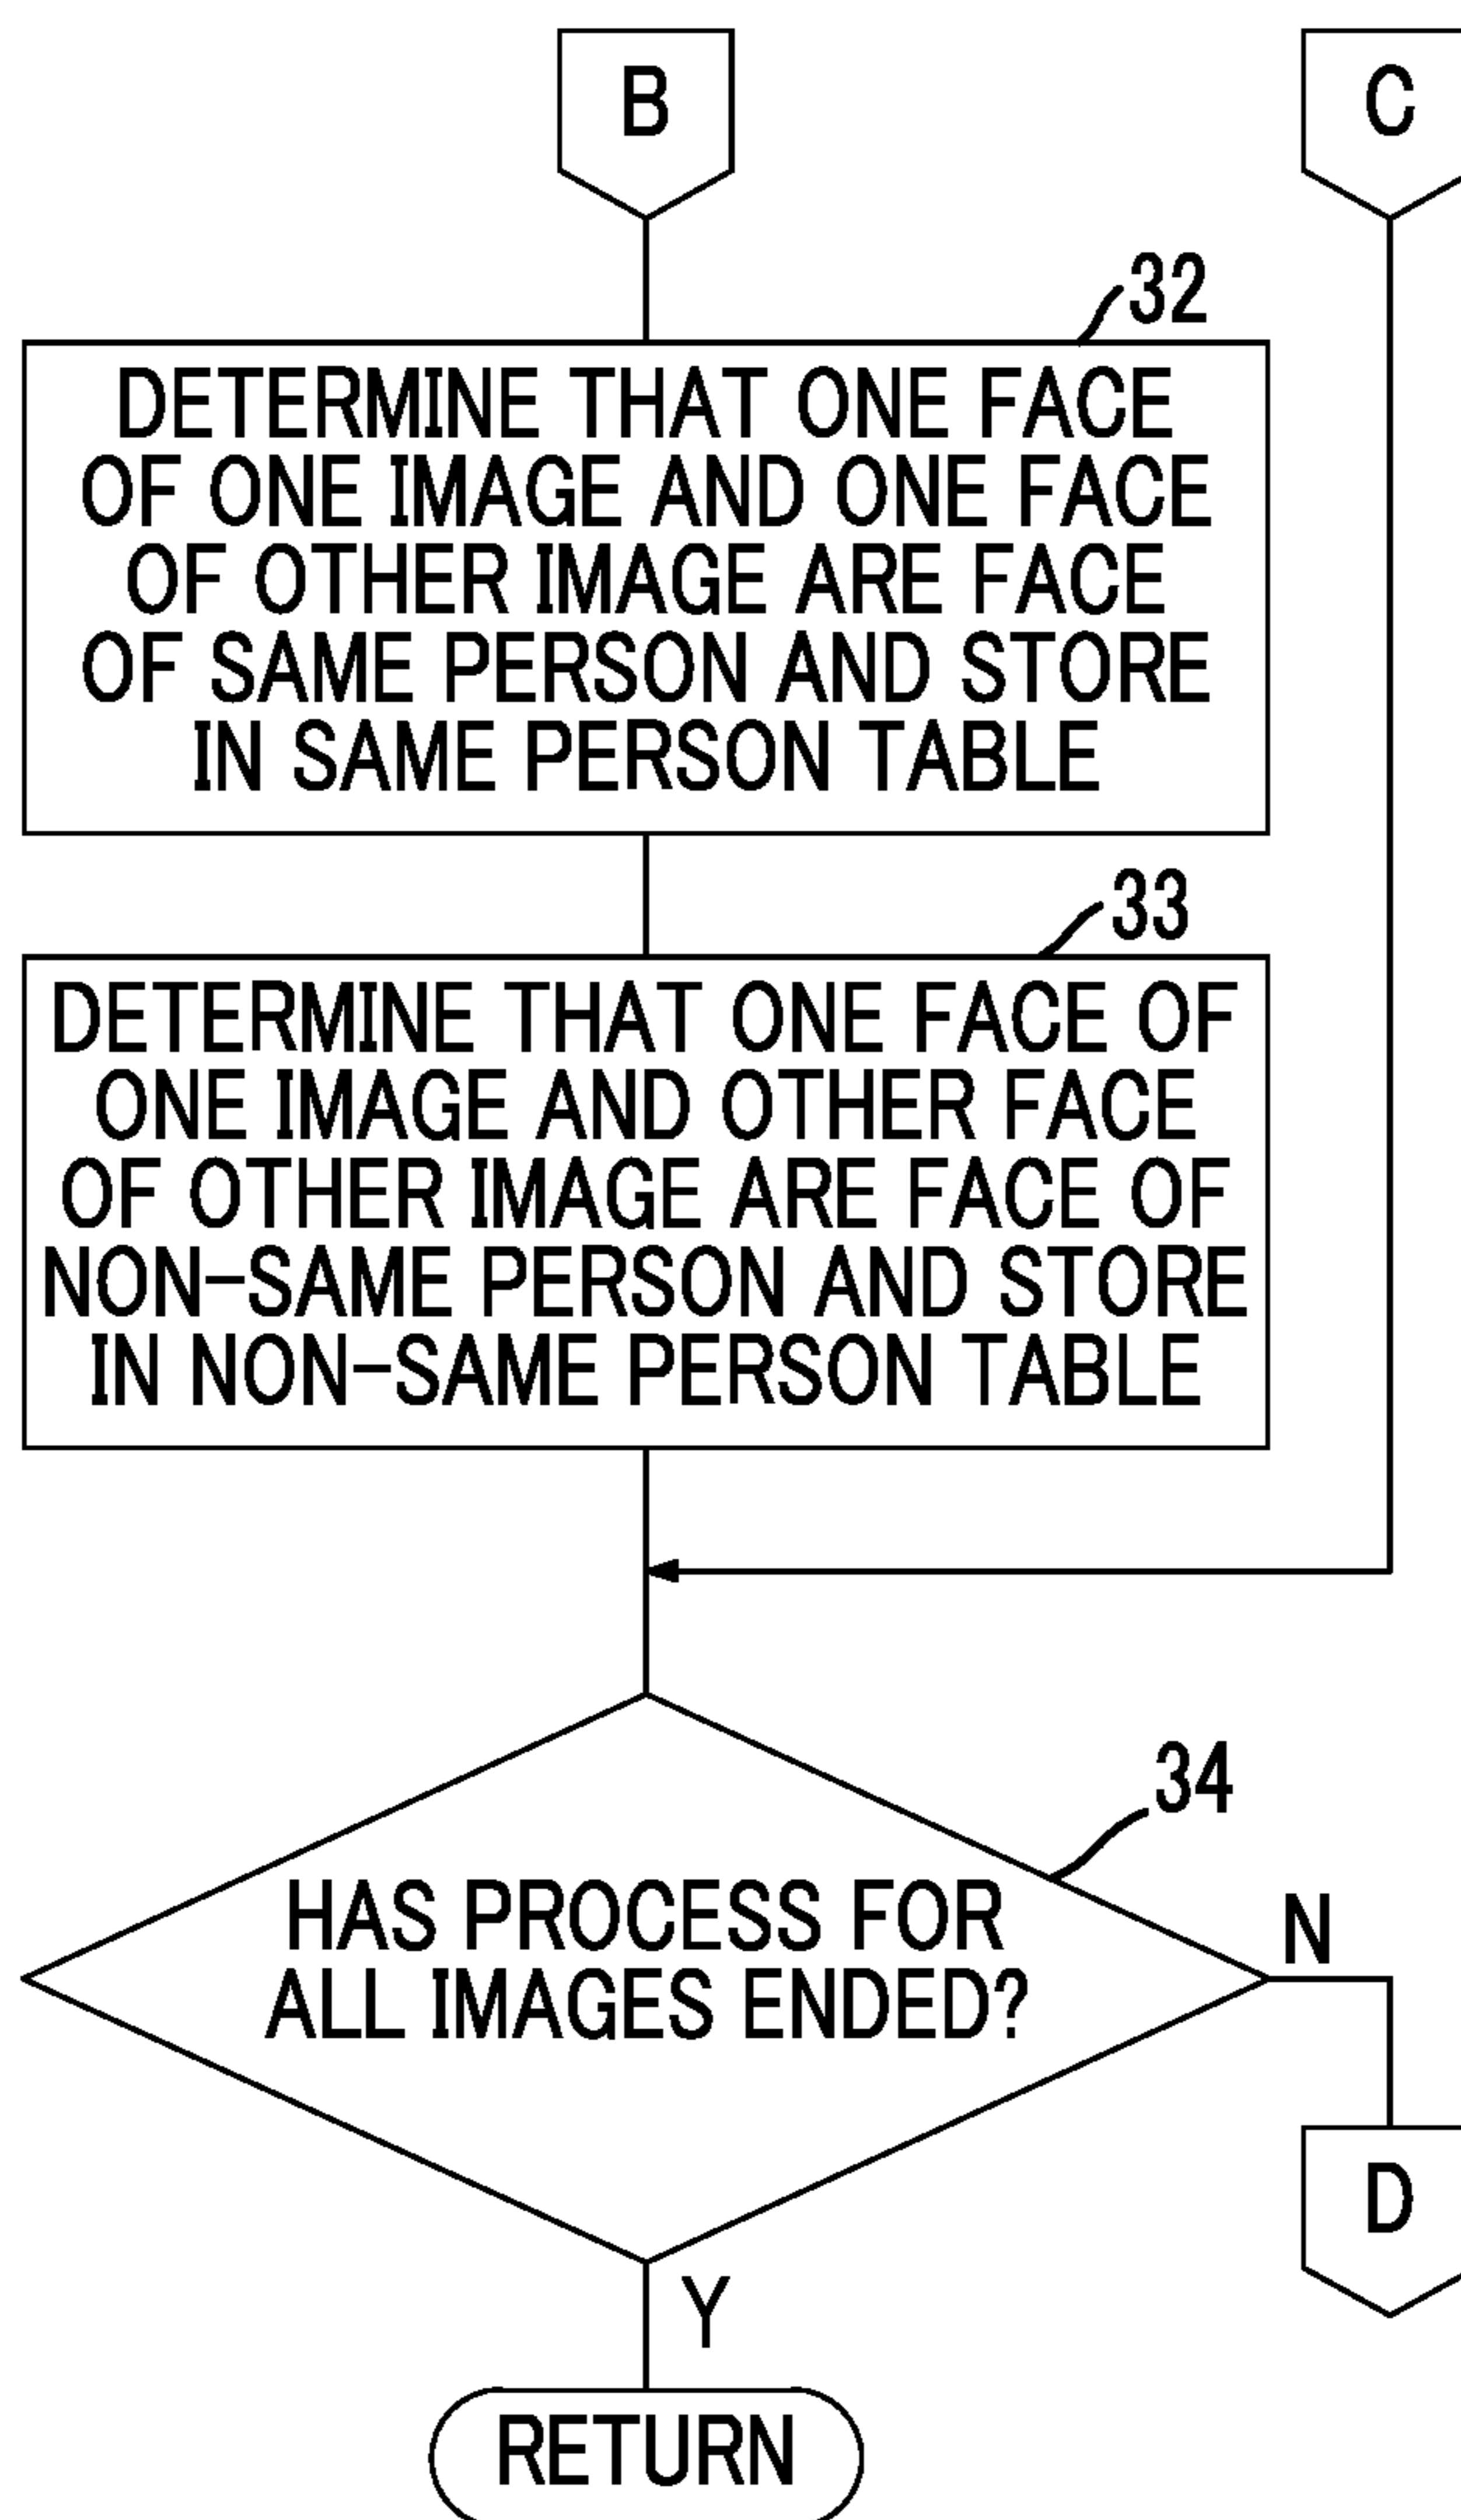 B
C
32
DETERMINE THAT ONE FACE
OF ONE IMAGE AND ONE FACE
OF OTHER IMAGE ARE FACE
OF SAME PERSON AND STORE
IN SAME PERSON TABLE
33
DETERMINE THAT ONE FACE OF
ONE IMAGE AND OTHER FACE
OF OTHER IMAGE ARE FACE OF
NON-SAME PERSON AND STORE
IN NON-SAME PERSON TABLE
34
HAS PROCESS FOR
ALL IMAGES ENDED?
N
D
Y
RETURN